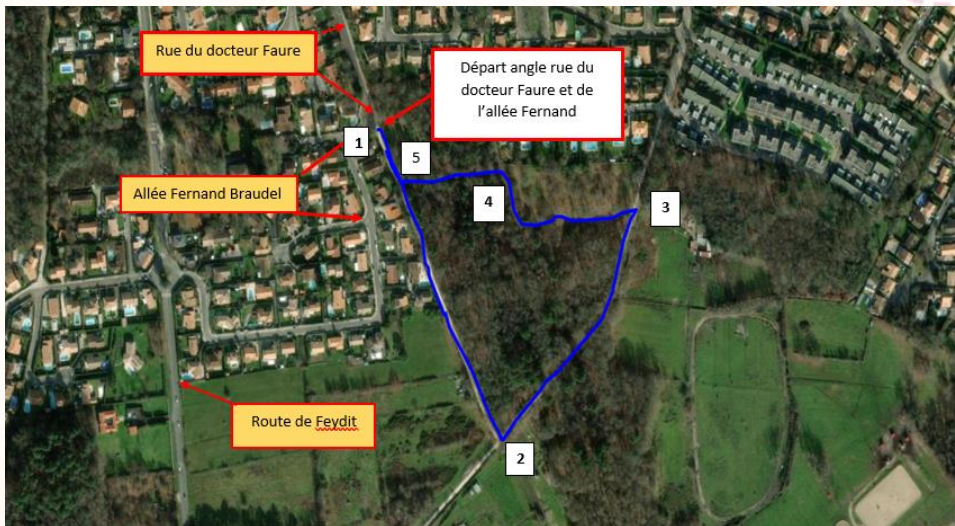 Rue du docteur Faure
Départ angle rue du
docteur Faure et de
l'allée Fernand
1
5
Allée Fernand Braudel
4
3
Route de Feydit
2